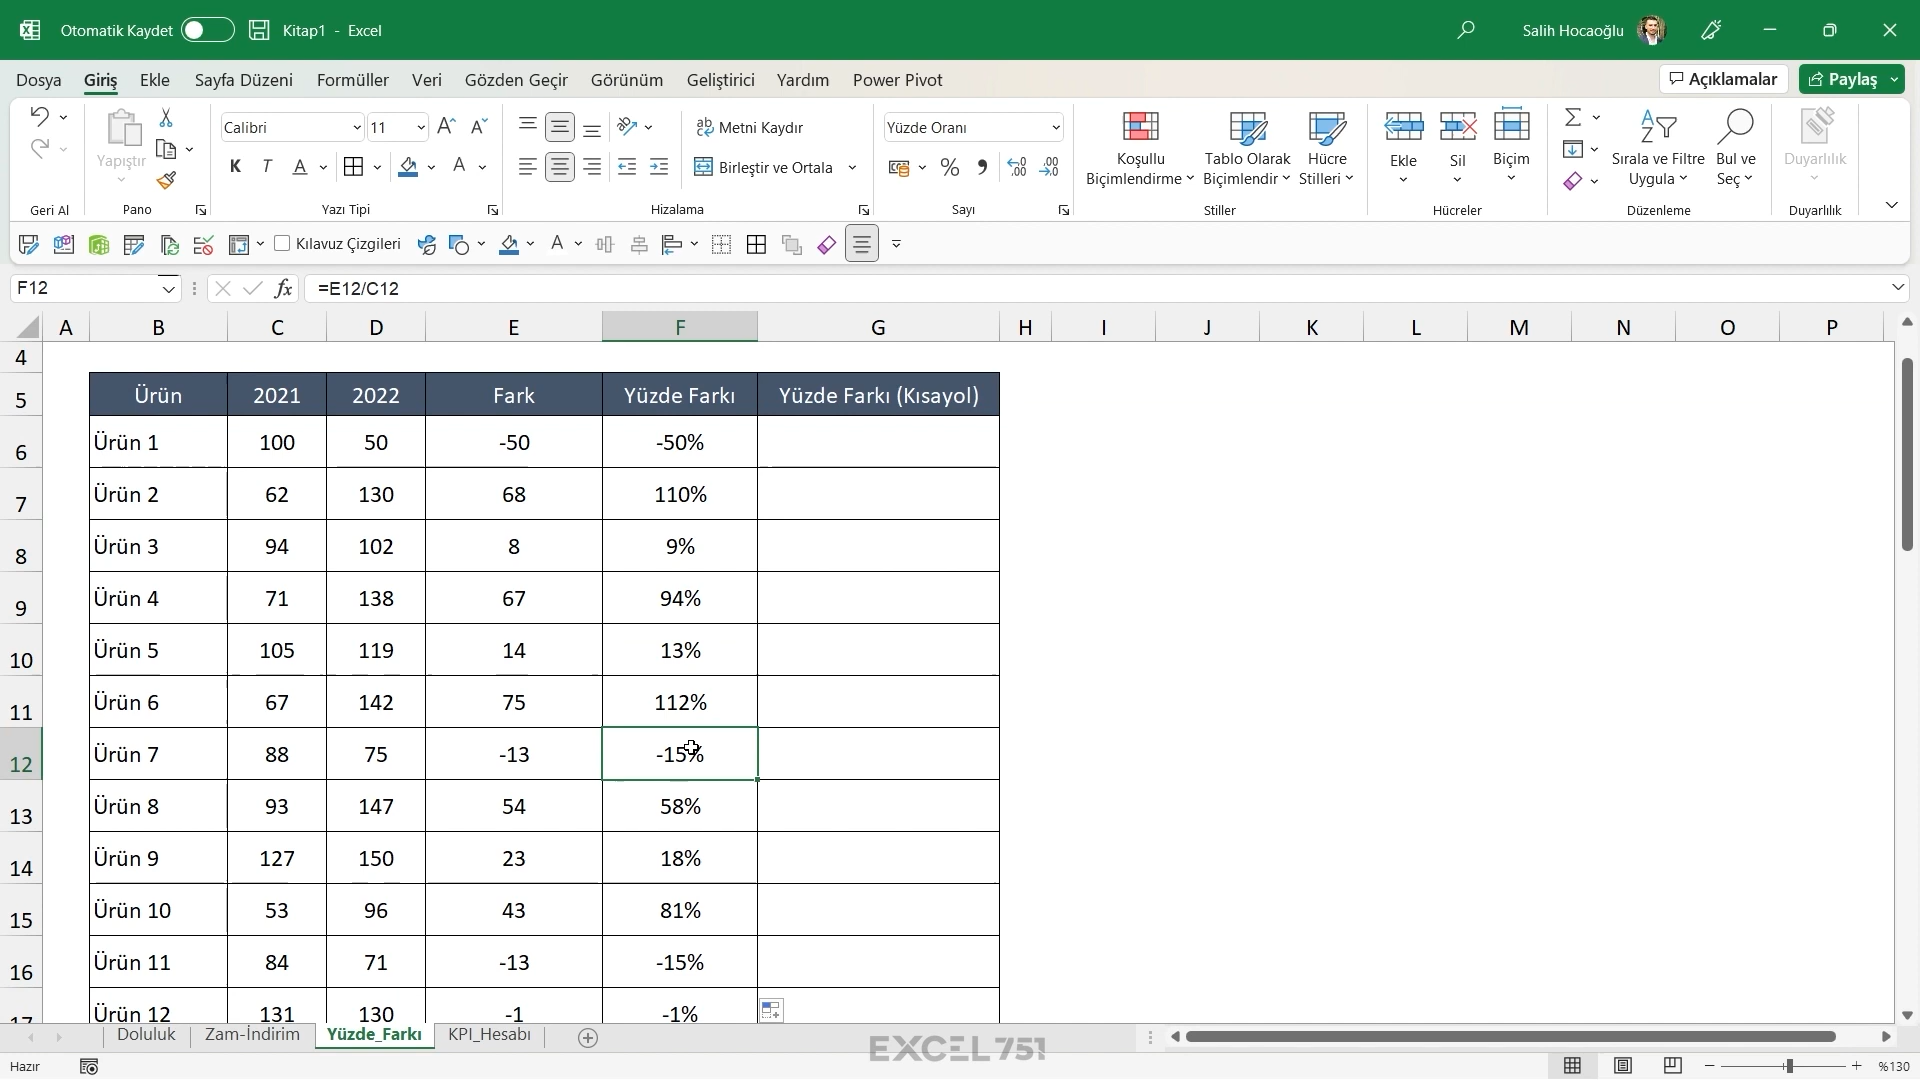 Otomatik Kaydet Kitap1 - Excel Salih Hocaoğlu
Dosya Giriş Ekle Sayfa Düzeni Formüller Veri Gözden Geçir Görünüm Geliştirici Yardım Power Pivot Açıklamalar Paylaş
Yapıştır Calibri 11 ab Metni Kaydır Yüzde Oranı
K T A A Birleştir ve Ortala % ,
Koşullu Biçimlendirme Tablo Olarak Biçimlendir Hücre Stilleri Ekle Sil Biçim Sırala ve Filtre Uygula Bul ve Seç Duyarlılık
Geri Al Pano Yazı Tipi Hizalama Sayı Stiller Hücreler Düzenleme Duyarlılık
Kılavuz Çizgileri A
F12 fx =E12/C12
A B C D E F G H I J K L M N O P
4
5 Ürün 2021 2022 Fark Yüzde Farkı Yüzde Farkı (Kısayol)
6 Ürün 1 100 50 -50 -50%
7 Ürün 2 62 130 68 110%
8 Ürün 3 94 102 8 9%
9 Ürün 4 71 138 67 94%
10 Ürün 5 105 119 14 13%
11 Ürün 6 67 142 75 112%
12 Ürün 7 88 75 -13 -15%
13 Ürün 8 93 147 54 58%
14 Ürün 9 127 150 23 18%
15 Ürün 10 53 96 43 81%
16 Ürün 11 84 71 -13 -15%
17 Ürün 12 131 130 -1 -1%
Doluluk Zam-İndirim Yüzde_Farkı KPI_Hesabı
EXCEL 751
Hazır %130